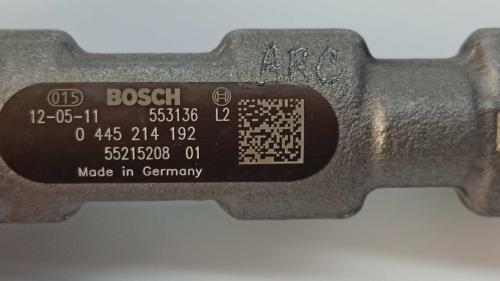 ARC
015 BOSCH
12-05-11 553136 L2
0 445 214 192
55215208 01
Made in Germany